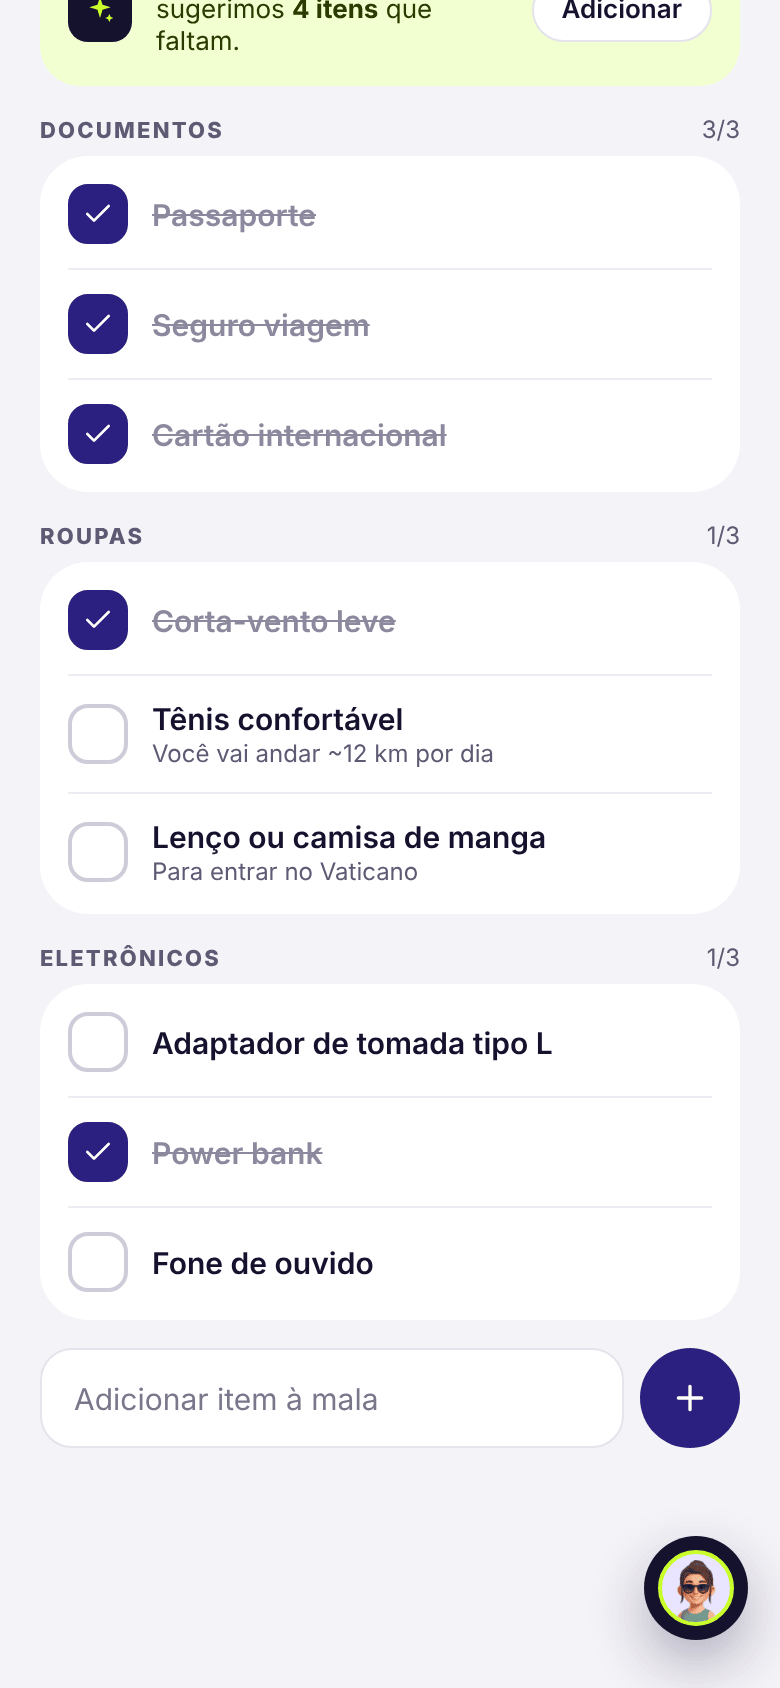 sugerimos 4 itens que
faltam.
Adicionar
DOCUMENTOS
3/3
Passaporte
Seguro viagem
Cartão internacional
ROUPAS
1/3
Corta-vento leve
Tênis confortável
Você vai andar ~12 km por dia
Lenço ou camisa de manga
Para entrar no Vaticano
ELETRÔNICOS
1/3
Adaptador de tomada tipo L
Power bank
Fone de ouvido
Adicionar item à mala